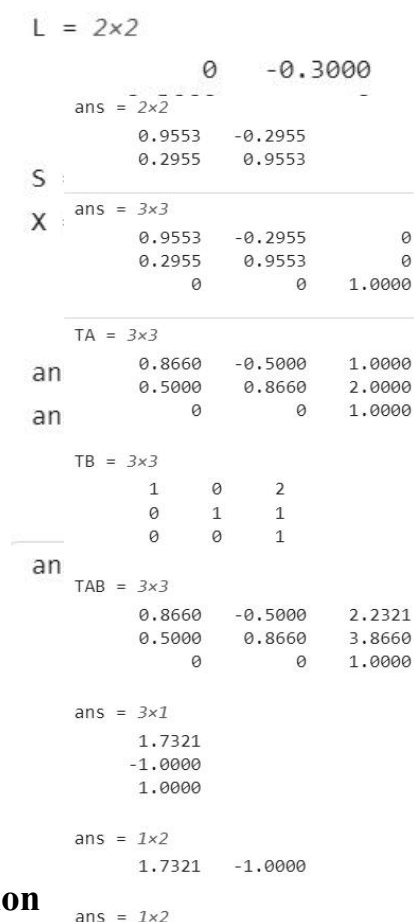 L = 2×2
0 -0.3000
ans = 2×2
0.9553 -0.2955
0.2955 0.9553
S
X
ans = 3×3
0.9553 -0.2955 0
0.2955 0.9553 0
0 0 1.0000
TA = 3×3
0.8660 -0.5000 1.0000
an
0.5000 0.8660 2.0000
an
0 0 1.0000
TB = 3×3
1 0 2
0 1 1
0 0 1
an
TAB = 3×3
0.8660 -0.5000 2.2321
0.5000 0.8660 3.8660
0 0 1.0000
ans = 3×1
1.7321
-1.0000
1.0000
ans = 1×2
1.7321 -1.0000
on
ans = 1×2